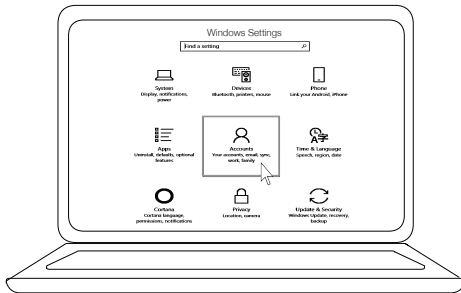 Windows Settings
Find a setting
System
Display, notifications,
power
Devices
Bluetooth, printers, mouse
Phone
Link your Android, iPhone
Apps
Uninstall, defaults, optional
features
Accounts
Your accounts, email, sync,
work, family
Time & Language
Speech, region, date
Cortana
Cortana language,
permissions, notifications
Privacy
Location, camera
Update & Security
Windows Update, recovery,
backup